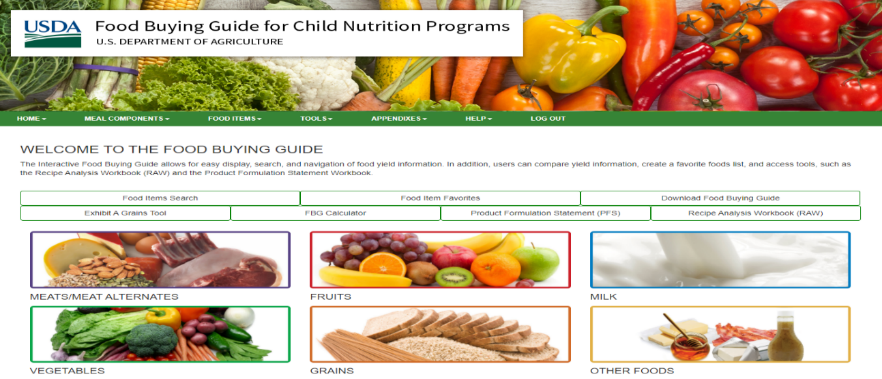 USDA
Food Buying Guide for Child Nutrition Programs
U.S. DEPARTMENT OF AGRICULTURE
HOME MEAL COMPONENTS FOOD ITEMS TOOLS APPENDIXES HELP LOG OUT
WELCOME TO THE FOOD BUYING GUIDE
The Interactive Food Buying Guide allows for easy display, search, and navigation of food yield information. In addition, users can compare yield information, create a favorite foods list, and access tools, such as
the Recipe Analysis Workbook (RAW) and the Product Formulation Statement Workbook.
Food Items Search Food Item Favorites Download Food Buying Guide
Exhibit A Grains Tool FBG Calculator Product Formulation Statement (PFS) Recipe Analysis Workbook (RAW)
MEATS/MEAT ALTERNATES FRUITS MILK
VEGETABLES GRAINS OTHER FOODS